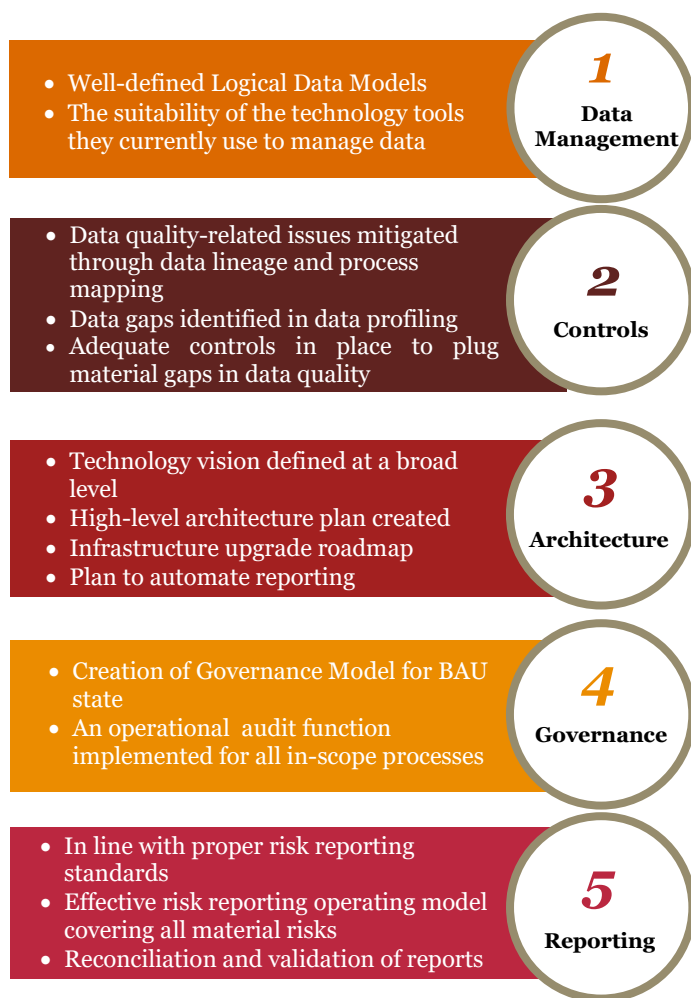 • Well-defined Logical Data Models
• The suitability of the technology tools
they currently use to manage data
1
Data
Management
• Data quality-related issues mitigated
through data lineage and process
mapping
• Data gaps identified in data profiling
• Adequate controls in place to plug
material gaps in data quality
2
Controls
• Technology vision defined at a broad
level
• High-level architecture plan created
• Infrastructure upgrade roadmap
• Plan to automate reporting
3
Architecture
• Creation of Governance Model for BAU
state
• An operational audit function
implemented for all in-scope processes
4
Governance
• In line with proper risk reporting
standards
• Effective risk reporting operating model
covering all material risks
• Reconciliation and validation of reports
5
Reporting